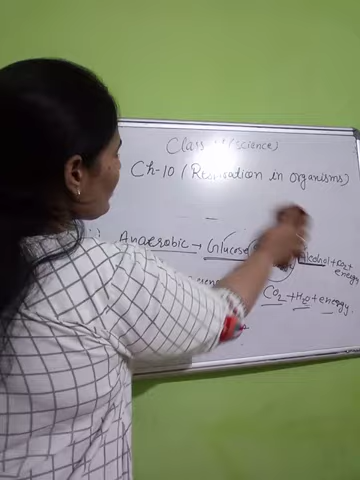 Class (Science)
Ch-10 (Respiration in organisms)
Anaerobic → Glucose Alcohol + CO2 +
energy
CO2 + H2O + energy